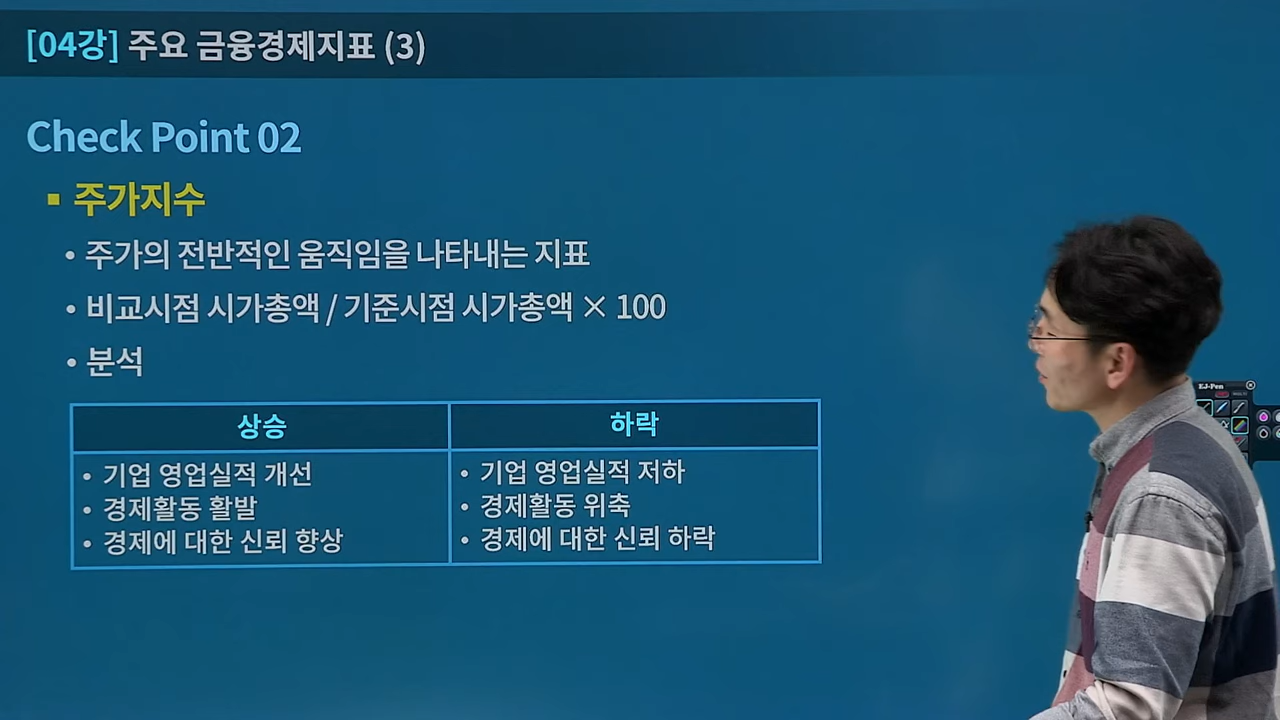 [04강] 주요 금융경제지표 (3)
Check Point 02
▪ 주가지수
• 주가의 전반적인 움직임을 나타내는 지표
• 비교시점 시가총액 / 기준시점 시가총액 × 100
• 분석
상승
하락
• 기업 영업실적 개선
• 경제활동 활발
• 경제에 대한 신뢰 향상
• 기업 영업실적 저하
• 경제활동 위축
• 경제에 대한 신뢰 하락
EJ-Pen